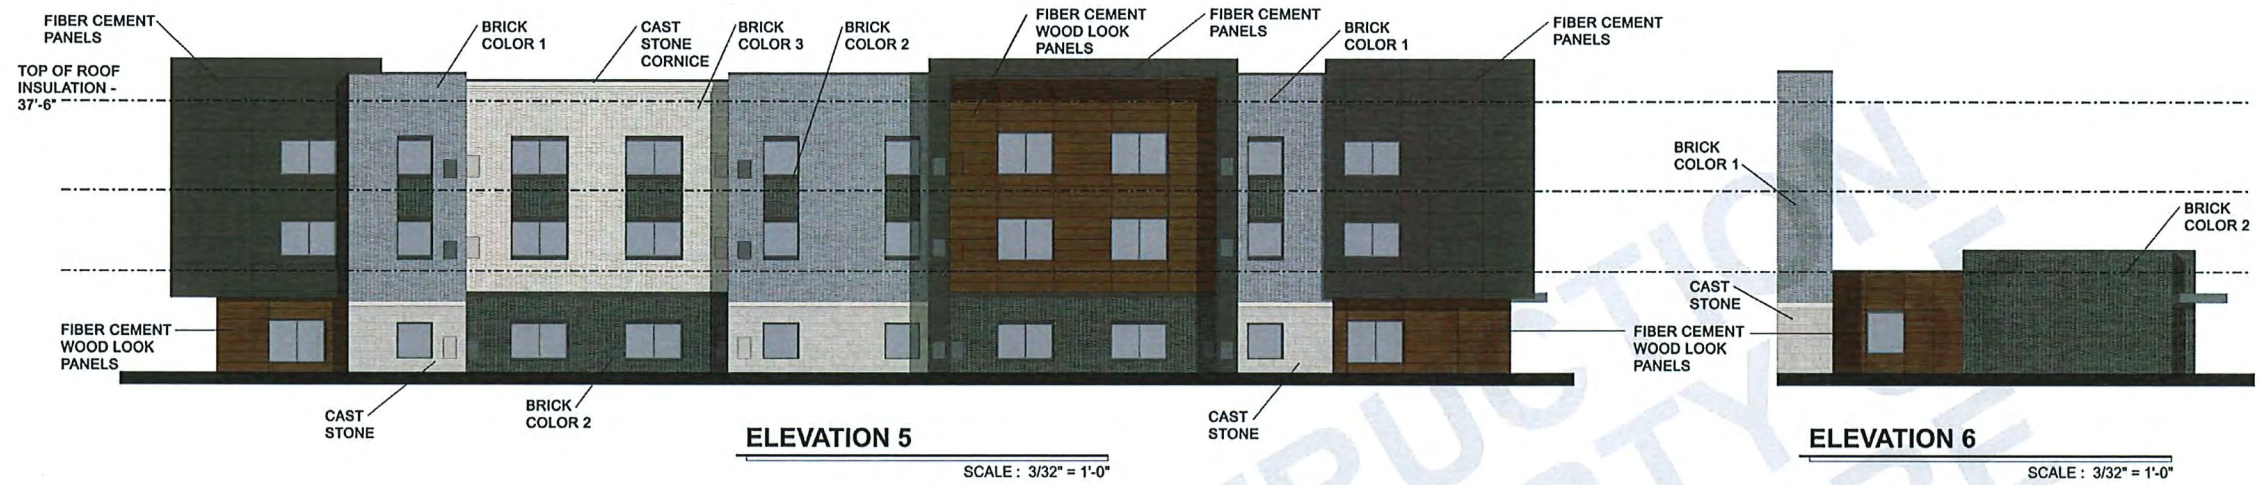 FIBER CEMENT
PANELS
BRICK
COLOR 1
CAST
STONE
CORNICE
BRICK
COLOR 3
BRICK
COLOR 2
FIBER CEMENT
WOOD LOOK
PANELS
FIBER CEMENT
PANELS
BRICK
COLOR 1
FIBER CEMENT
PANELS
TOP OF ROOF
INSULATION -
37'-6"
BRICK
COLOR 1
BRICK
COLOR 2
CAST
STONE
FIBER CEMENT
WOOD LOOK
PANELS
FIBER CEMENT
WOOD LOOK
PANELS
CAST
STONE
BRICK
COLOR 2
CAST
STONE
ELEVATION 5
SCALE : 3/32" = 1'-0"
ELEVATION 6
SCALE : 3/32" = 1'-0"